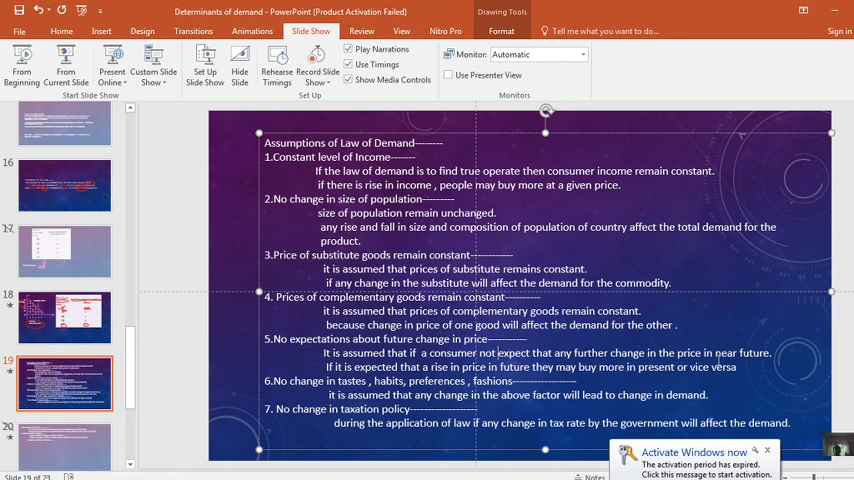 Determinants of demand - PowerPoint (Product Activation Failed)
Drawing Tools
File Home Insert Design Transitions Animations Slide Show Review View Nitro Pro Format Tell me what you want to do... Sign in
From Beginning
From Current Slide
Present Online
Custom Slide Show
Start Slide Show
Set Up Slide Show
Hide Slide
Rehearse Timings
Record Slide Show
Play Narrations
Use Timings
Show Media Controls
Set Up
Monitor: Automatic
Use Presenter View
Monitors
16
17
18
19
20
Assumptions of Law of Demand--------
1.Constant level of Income-------
If the law of demand is to find true operate then consumer income remain constant.
if there is rise in income , people may buy more at a given price.
2.No change in size of population---------
size of population remain unchanged.
any rise and fall in size and composition of population of country affect the total demand for the
product.
3.Price of substitute goods remain constant------------
it is assumed that prices of substitute remains constant.
if any change in the substitute will affect the demand for the commodity.
4. Prices of complementary goods remain constant----------
it is assumed that prices of complementary goods remain constant.
because change in price of one good will affect the demand for the other .
5.No expectations about future change in price-----------
It is assumed that if a consumer not expect that any further change in the price in near future.
If it is expected that a rise in price in future they may buy more in present or vice versa
6.No change in tastes , habits, preferences , fashions------------------
it is assumed that any change in the above factor will lead to change in demand.
7. No change in taxation policy-------------------
during the application of law if any change in tax rate by the government will affect the demand.
Activate Windows now
The activation period has expired.
Click this message to start activation.
Slide 19 of 23
Notes